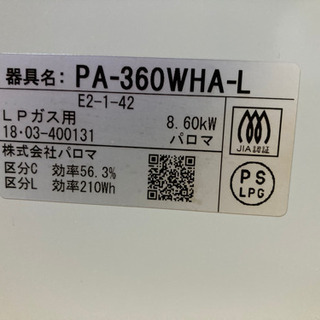 器具名：PA-360WHA-L
E2-1-42
LPガス用 8.60kW
18·03-400131 パロマ
株式会社パロマ
区分C 効率56.3%
区分L 効率210Wh
JIA認証
PS
LPG